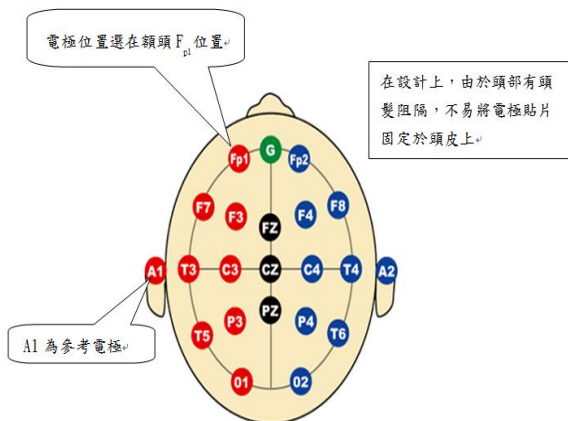 電極位置選在額頭 Fp1 位置↵
在設計上，由於頭部有頭
髮阻隔，不易將電極貼片
固定於頭皮上↵
Fp1 G Fp2
F7 F3 FZ F4 F8
A1 T3 C3 CZ C4 T4 A2
T5 P3 PZ P4 T6
01 02
A1 為參考電極↵